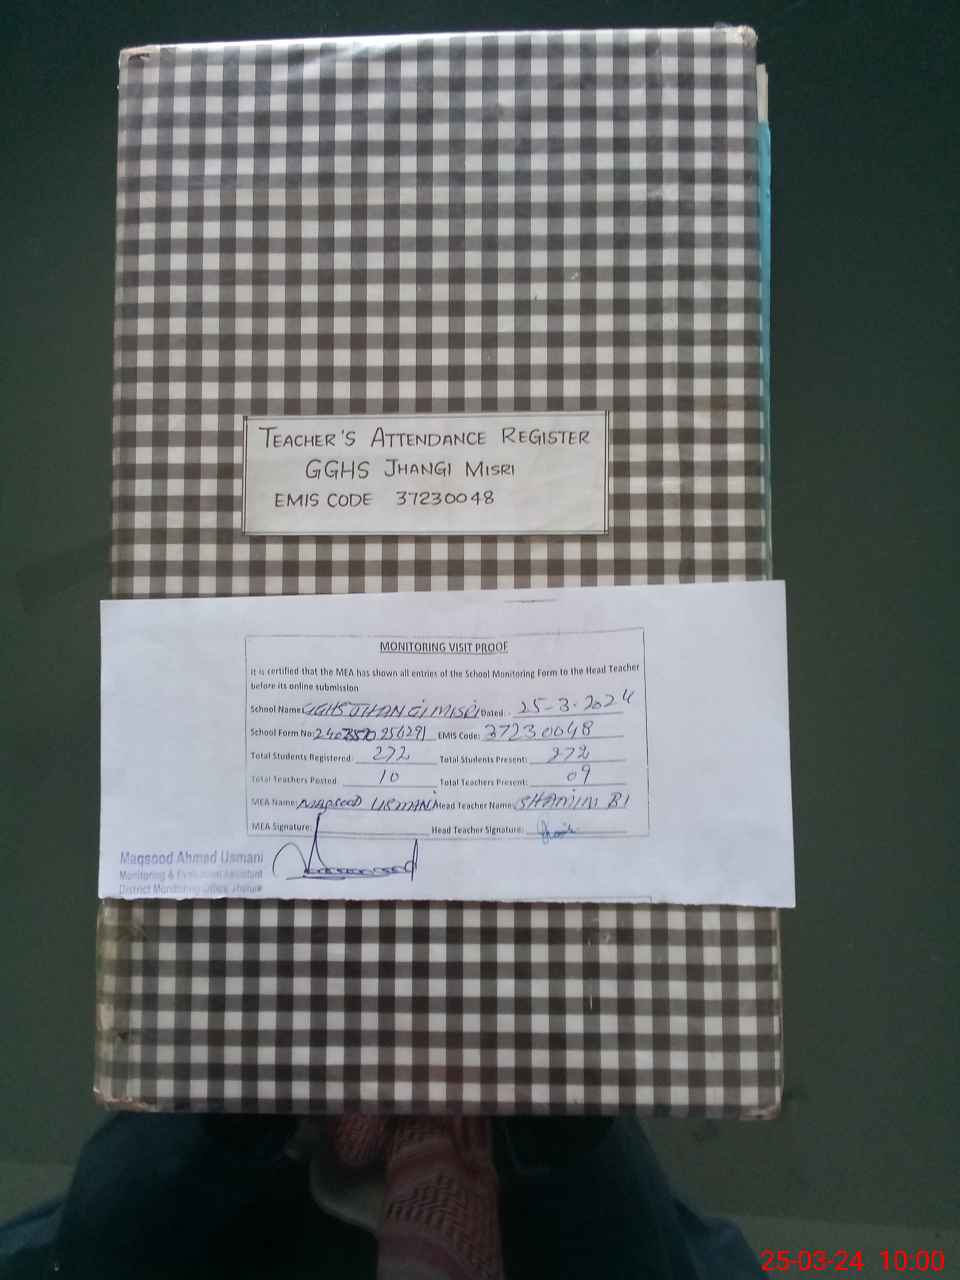 TEACHER'S ATTENDANCE REGISTER
GGHS JHANGI MISRI
EMIS CODE 37230048
MONITORING VISIT PROOF
It is certified that the MEA has shown all entries of the School Monitoring Form to the Head Teacher
before its online submission
School Name: GGHS JHANGI MISRI Dated: 25-3-2024
School Form No: EMIS Code: 37230048
Total Students Registered: 272 Total Students Present: 272
Total Teachers Posted 10 Total Teachers Present: 09
MEA Name: MAQSOOD USMANI Head Teacher Name: SHAMIM BI
MEA Signature: Head Teacher Signature:
Maqsood Ahmad Usmani
Monitoring & Evaluation Assistant
District Monitoring Office, Jhelum
25-03-24 10:00